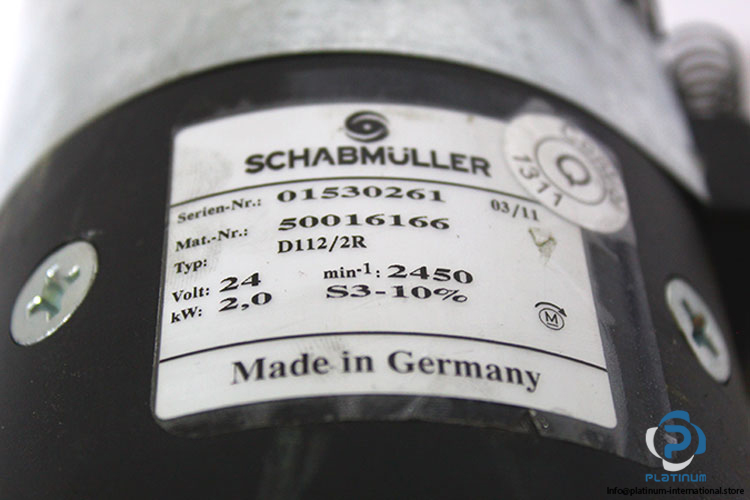 SCHABMÜLLER
Serien-Nr.: 01530261 03/11
Mat.-Nr.: 50016166
Typ: D112/2R
Volt: 24 min-1: 2450
kW: 2,0 S3-10%
M
Made in Germany
Q
1311
PLATINUM
Info@platinum-international.store